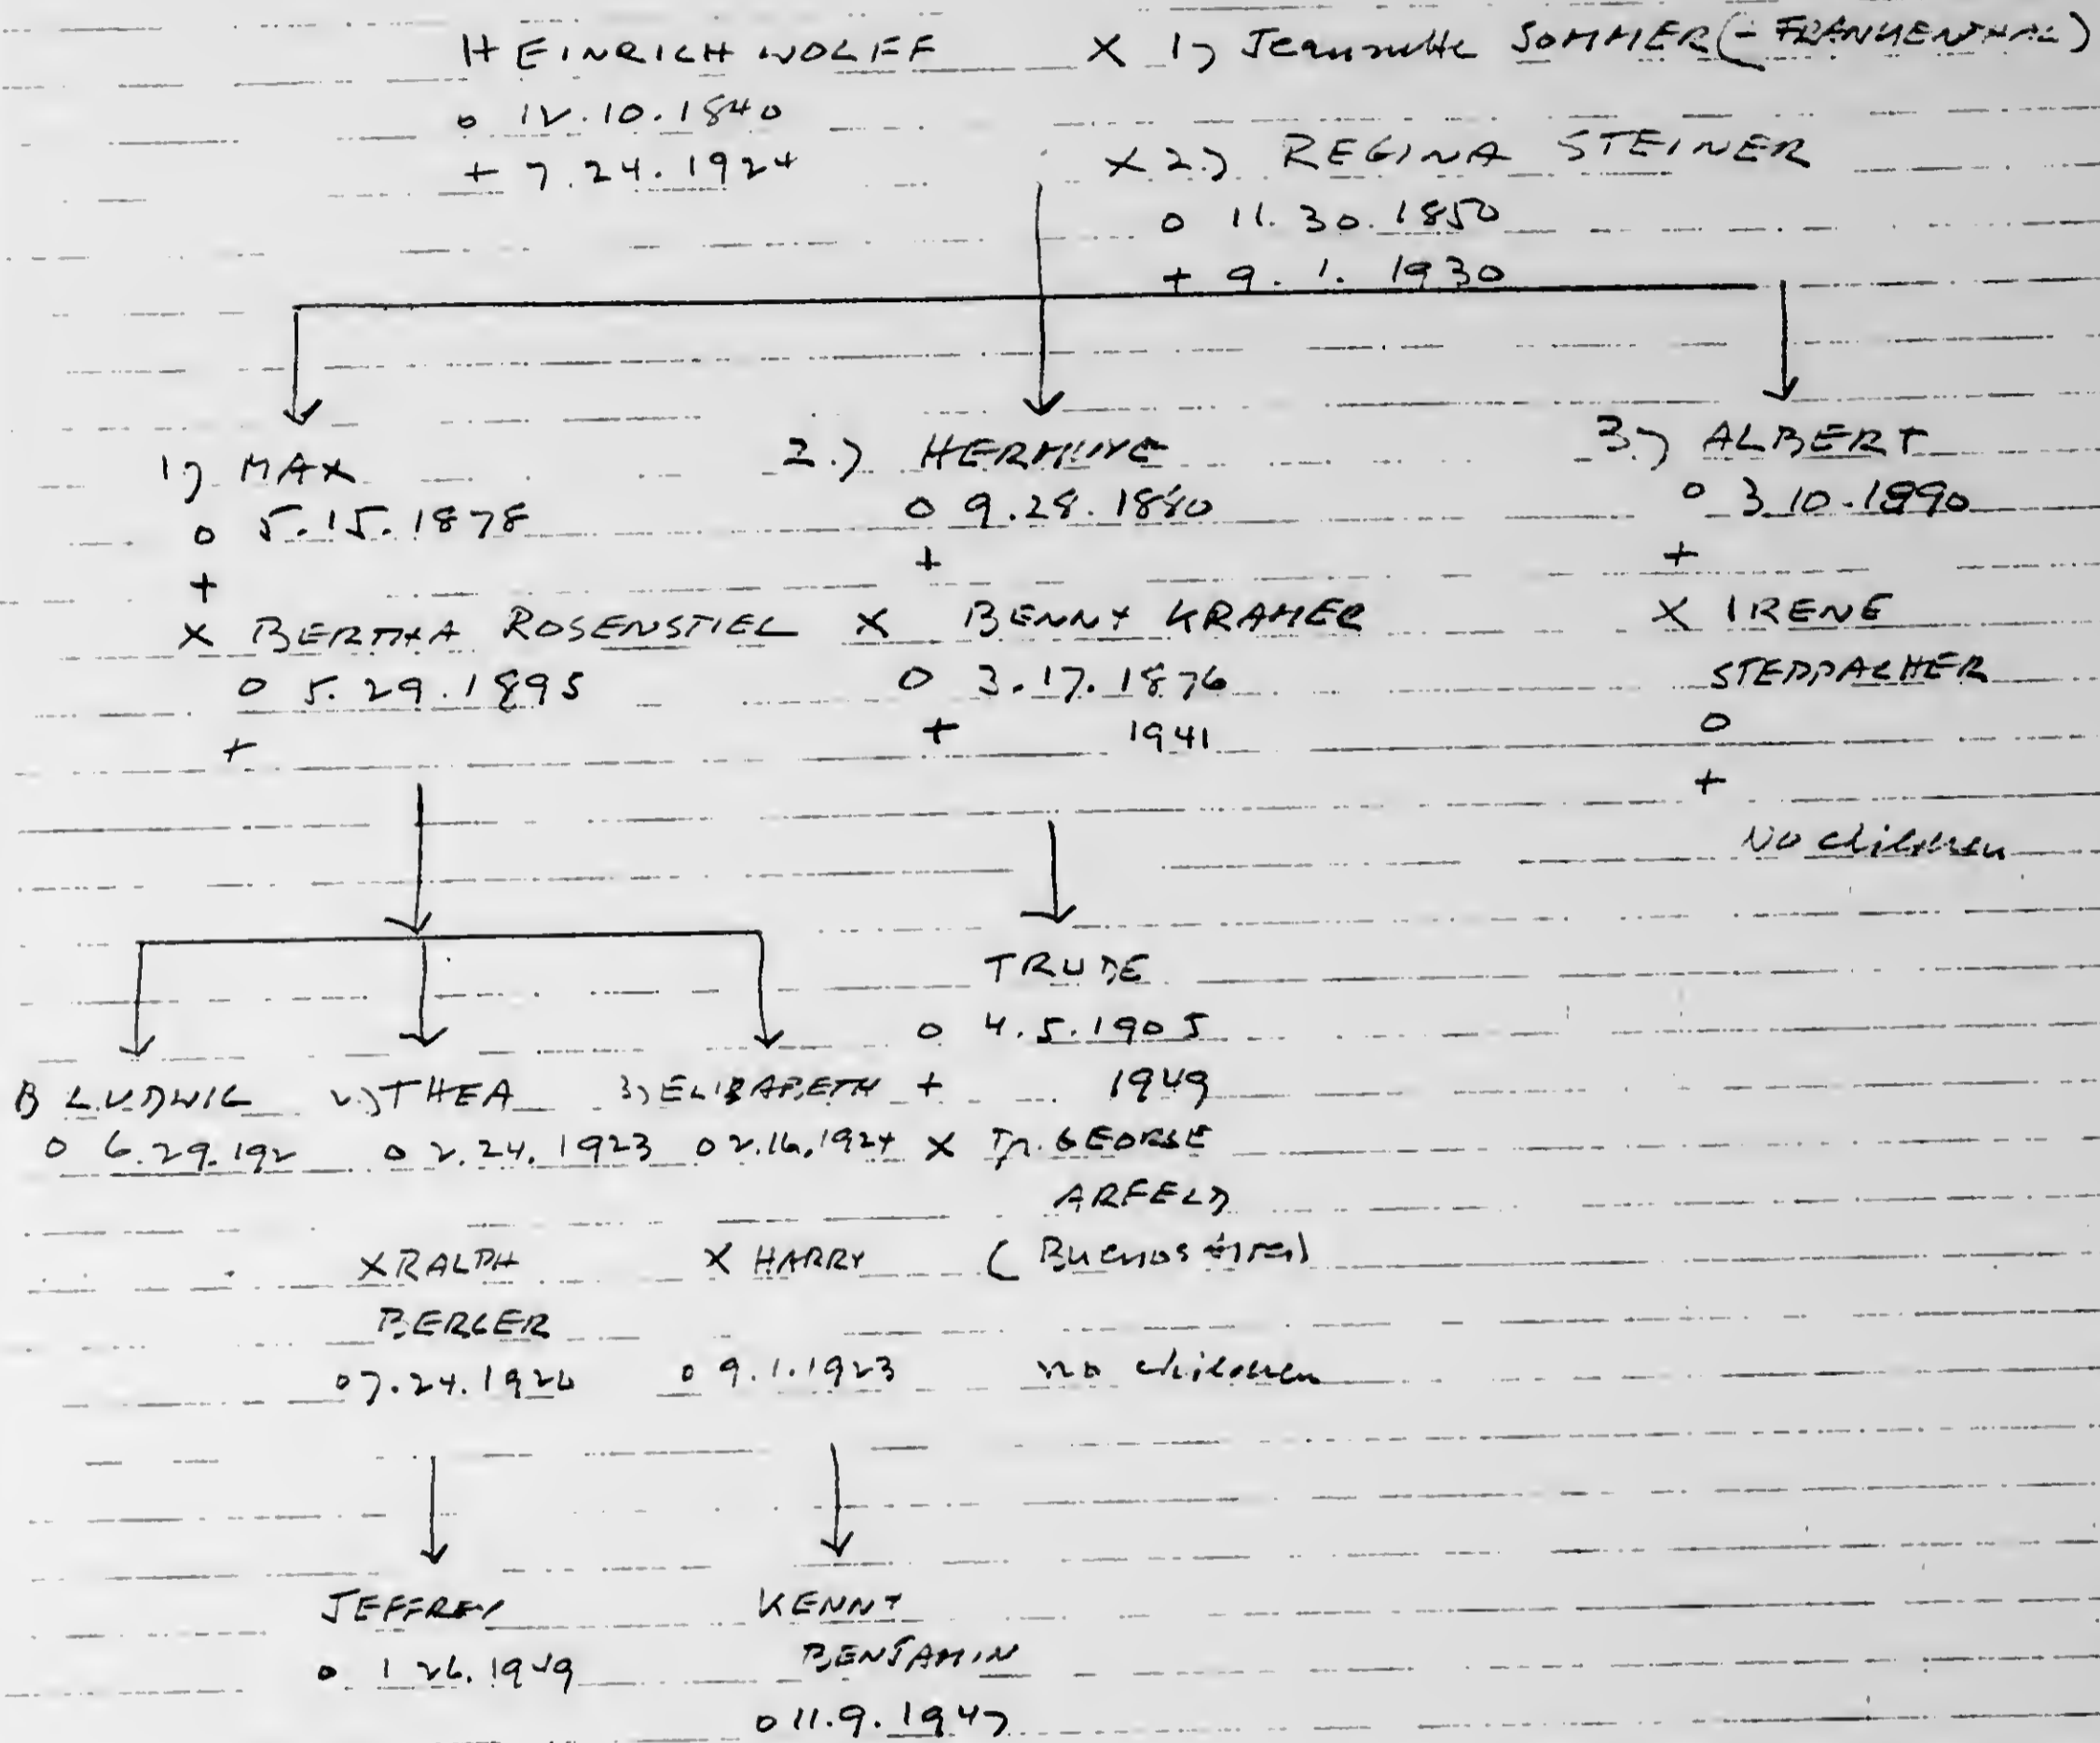 HEINRICH WOLFF X 1) Jeannette SOMMER (- FRANKENTHAL)
o 12.10.1840
+ 7.24.1924
X 2.) REGINA STEINER
o 11.30.1850
+ 9.1.1930
1) MAX 2.) HERMINE 3) ALBERT
o 5.15.1878 o 9.28.1880 o 3.10.1890
+ + +
X BERTHA ROSENSTIEL X BENNY KRAMER X IRENE
o 5.29.1895 o 3.17.1876 STEPPACHER
+ + 1941 o
+
No children
TRUDE
o 4.5.1905
1) LUDWIG 2) THEA 3) ELISABETH + 1949
o 6.29.192 o 2.24.1923 o 2.16.1924 X Dr. GEORGE
ARFELD
X RALPH X HARRY (Buenos Aires)
BERGER
o 7.24.1920 o 9.1.1923 no children
JEFFREY KENNY
o 1 26.1949 BENJAMIN
o 11.9.1947